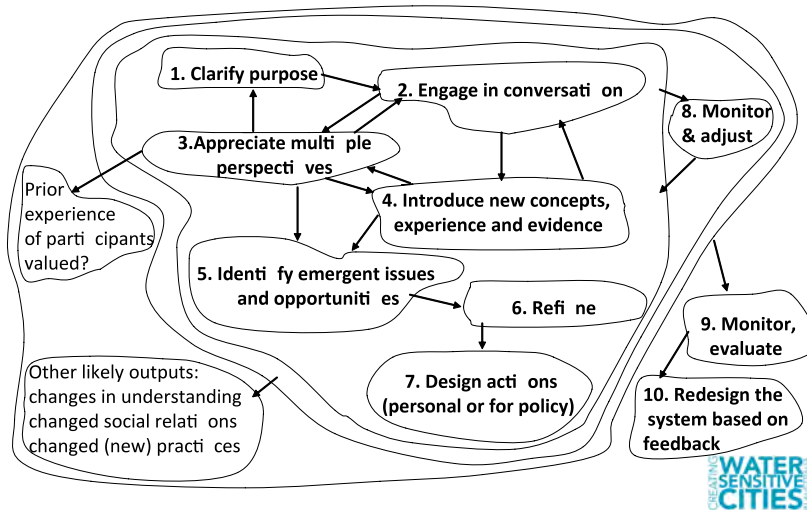 1. Clarify purpose
2. Engage in conversati on
8. Monitor
& adjust
3.Appreciate multi ple
perspecti ves
Prior
experience
of parti cipants
valued?
4. Introduce new concepts,
experience and evidence
5. Identi fy emergent issues
and opportuniti es
6. Refi ne
9. Monitor,
evaluate
7. Design acti ons
(personal or for policy)
Other likely outputs:
changes in understanding
changed social relati ons
changed (new) practi ces
10. Redesign the
system based on
feedback
CREATING
WATER
SENSITIVE
CITIES